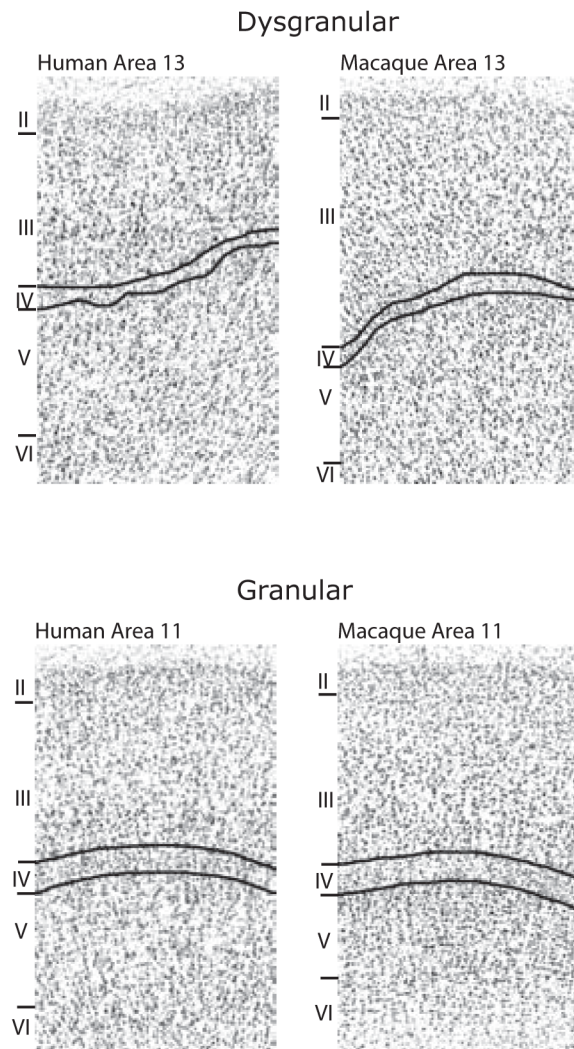 Dysgranular
Human Area 13
Macaque Area 13
II
III
IV
V
VI
II
III
IV
V
VI
Granular
Human Area 11
Macaque Area 11
II
III
IV
V
VI
II
III
IV
V
VI